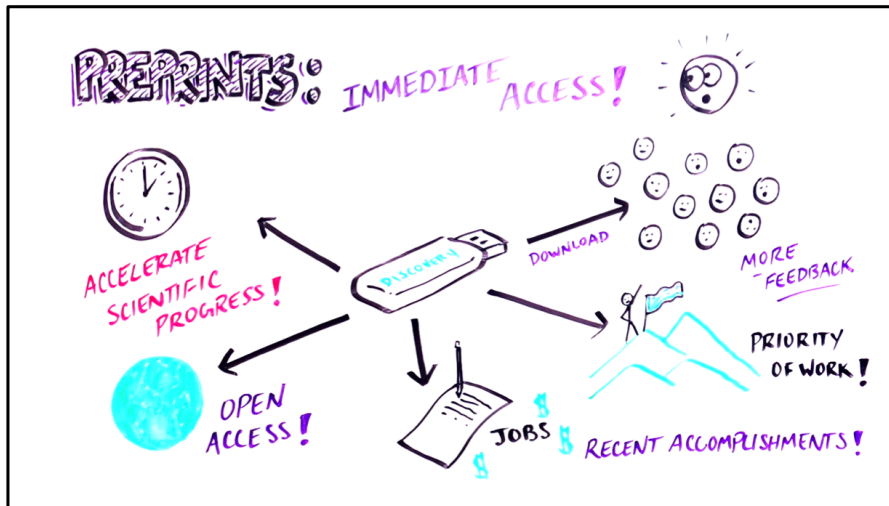 PREPRINTS: IMMEDIATE ACCESS!
ACCELERATE
SCIENTIFIC
PROGRESS!
DISCOVERY
DOWNLOAD
MORE
FEEDBACK
PRIORITY
OF WORK!
OPEN
ACCESS!
$
JOBS
$
$
RECENT ACCOMPLISHMENTS!